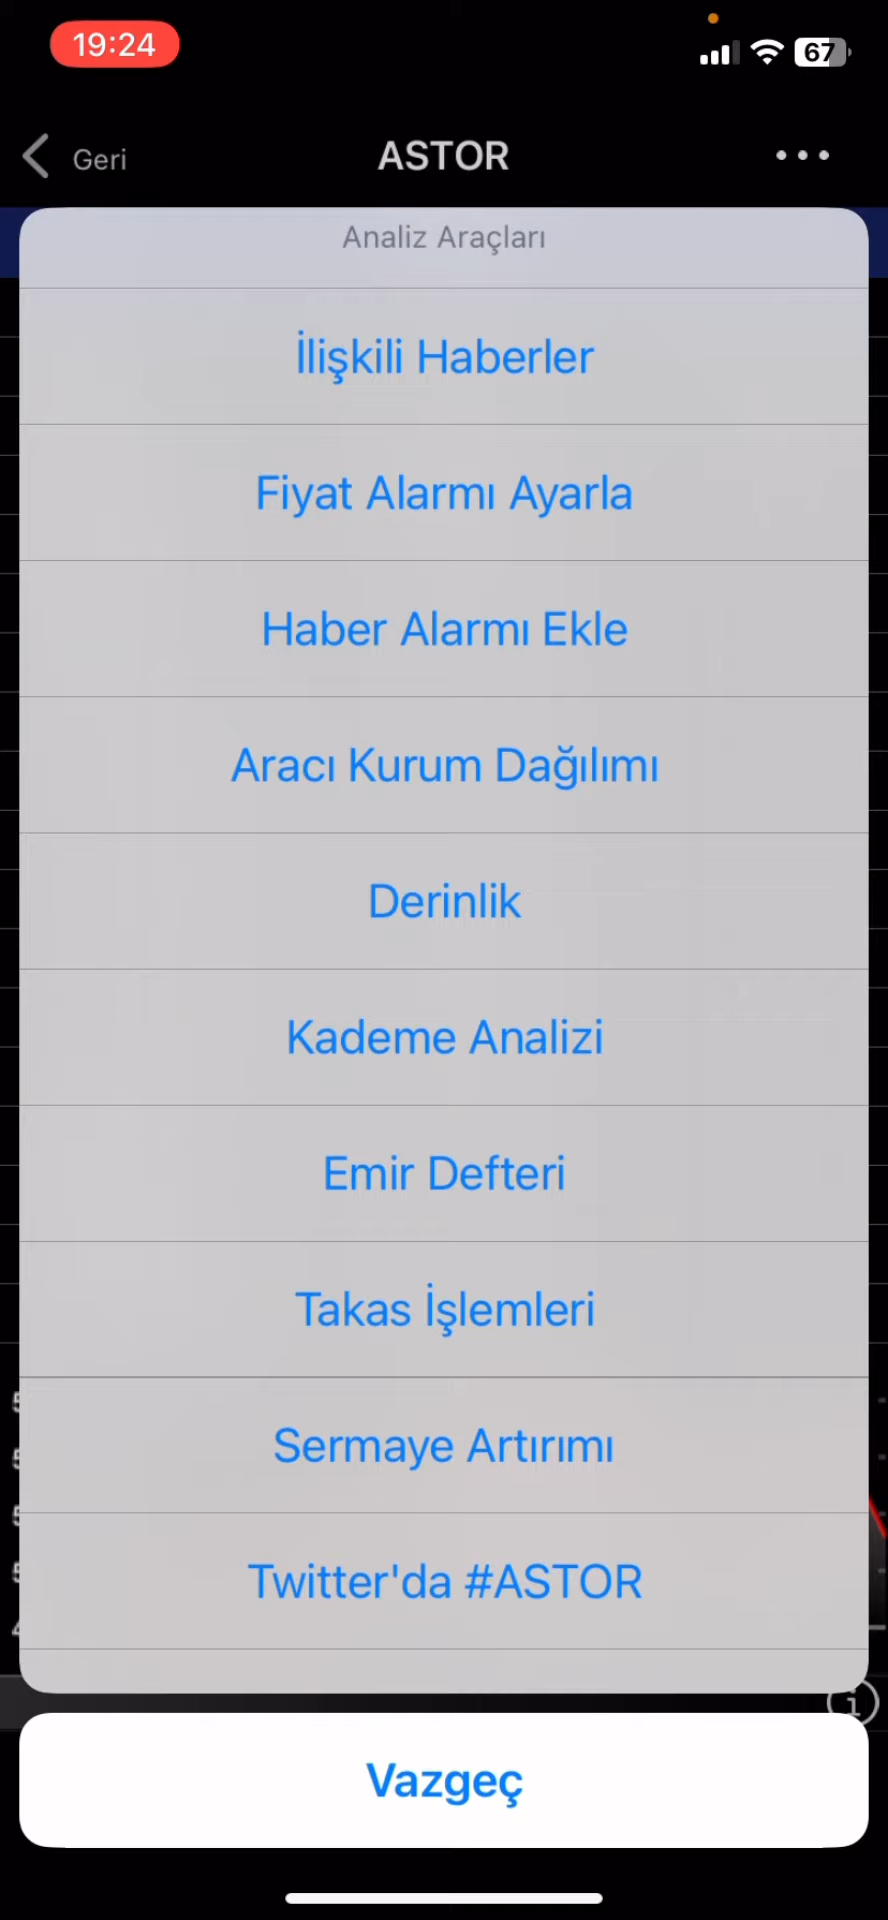 19:24
67
Geri
ASTOR
Analiz Araçları
İlişkili Haberler
Fiyat Alarmı Ayarla
Haber Alarmı Ekle
Aracı Kurum Dağılımı
Derinlik
Kademe Analizi
Emir Defteri
Takas İşlemleri
Sermaye Artırımı
Twitter'da #ASTOR
Vazgeç